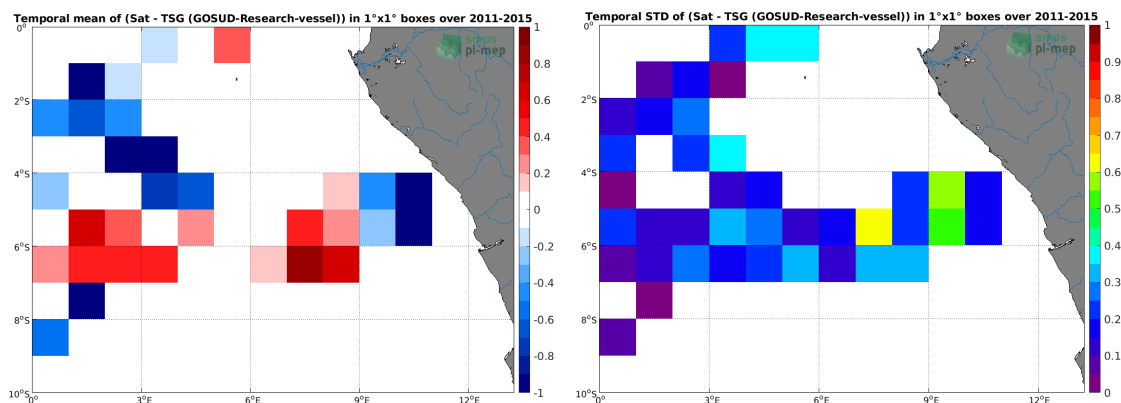 Temporal mean of (Sat - TSG (GOSUD-Research-vessel)) in 1°x1° boxes over 2011-2015
0°
2°S
4°S
6°S
8°S
10°S
0°
3°E
6°E
9°E
12°E
smos
pi-mep
1
0.8
0.6
0.4
0.2
0
-0.2
-0.4
-0.6
-0.8
-1
Temporal STD of (Sat - TSG (GOSUD-Research-vessel)) in 1°x1° boxes over 2011-2015
0°
2°S
4°S
6°S
8°S
10°S
0°
3°E
6°E
9°E
12°E
smos
pi-mep
1
0.9
0.8
0.7
0.6
0.5
0.4
0.3
0.2
0.1
0